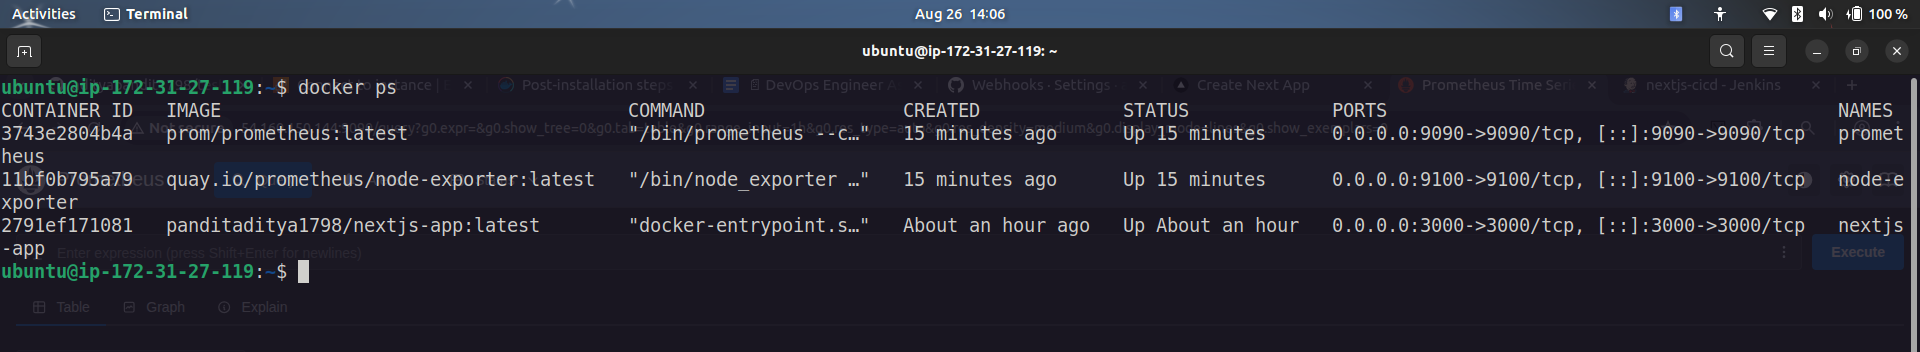 Activities Terminal Aug 26 14:06 100 %
ubuntu@ip-172-31-27-119: ~
Post-installation steps DevOps Engineer A Webhooks · Settings Create Next App Prometheus Time Seri nextjs-cicd - Jenkins
ubuntu@ip-172-31-27-119:~$ docker ps
CONTAINER ID IMAGE COMMAND CREATED STATUS PORTS NAMES
3743e2804b4a prom/prometheus:latest "/bin/prometheus --c…" 15 minutes ago Up 15 minutes 0.0.0.0:9090->9090/tcp, [::]:9090->9090/tcp promet
heus
11bf0b795a79 quay.io/prometheus/node-exporter:latest "/bin/node_exporter …" 15 minutes ago Up 15 minutes 0.0.0.0:9100->9100/tcp, [::]:9100->9100/tcp node-e
xporter
2791ef171081 panditaditya1798/nextjs-app:latest "docker-entrypoint.s…" About an hour ago Up About an hour 0.0.0.0:3000->3000/tcp, [::]:3000->3000/tcp nextjs
-app
Enter expression (press Shift+Enter for newlines) Execute
ubuntu@ip-172-31-27-119:~$
Table Graph Explain